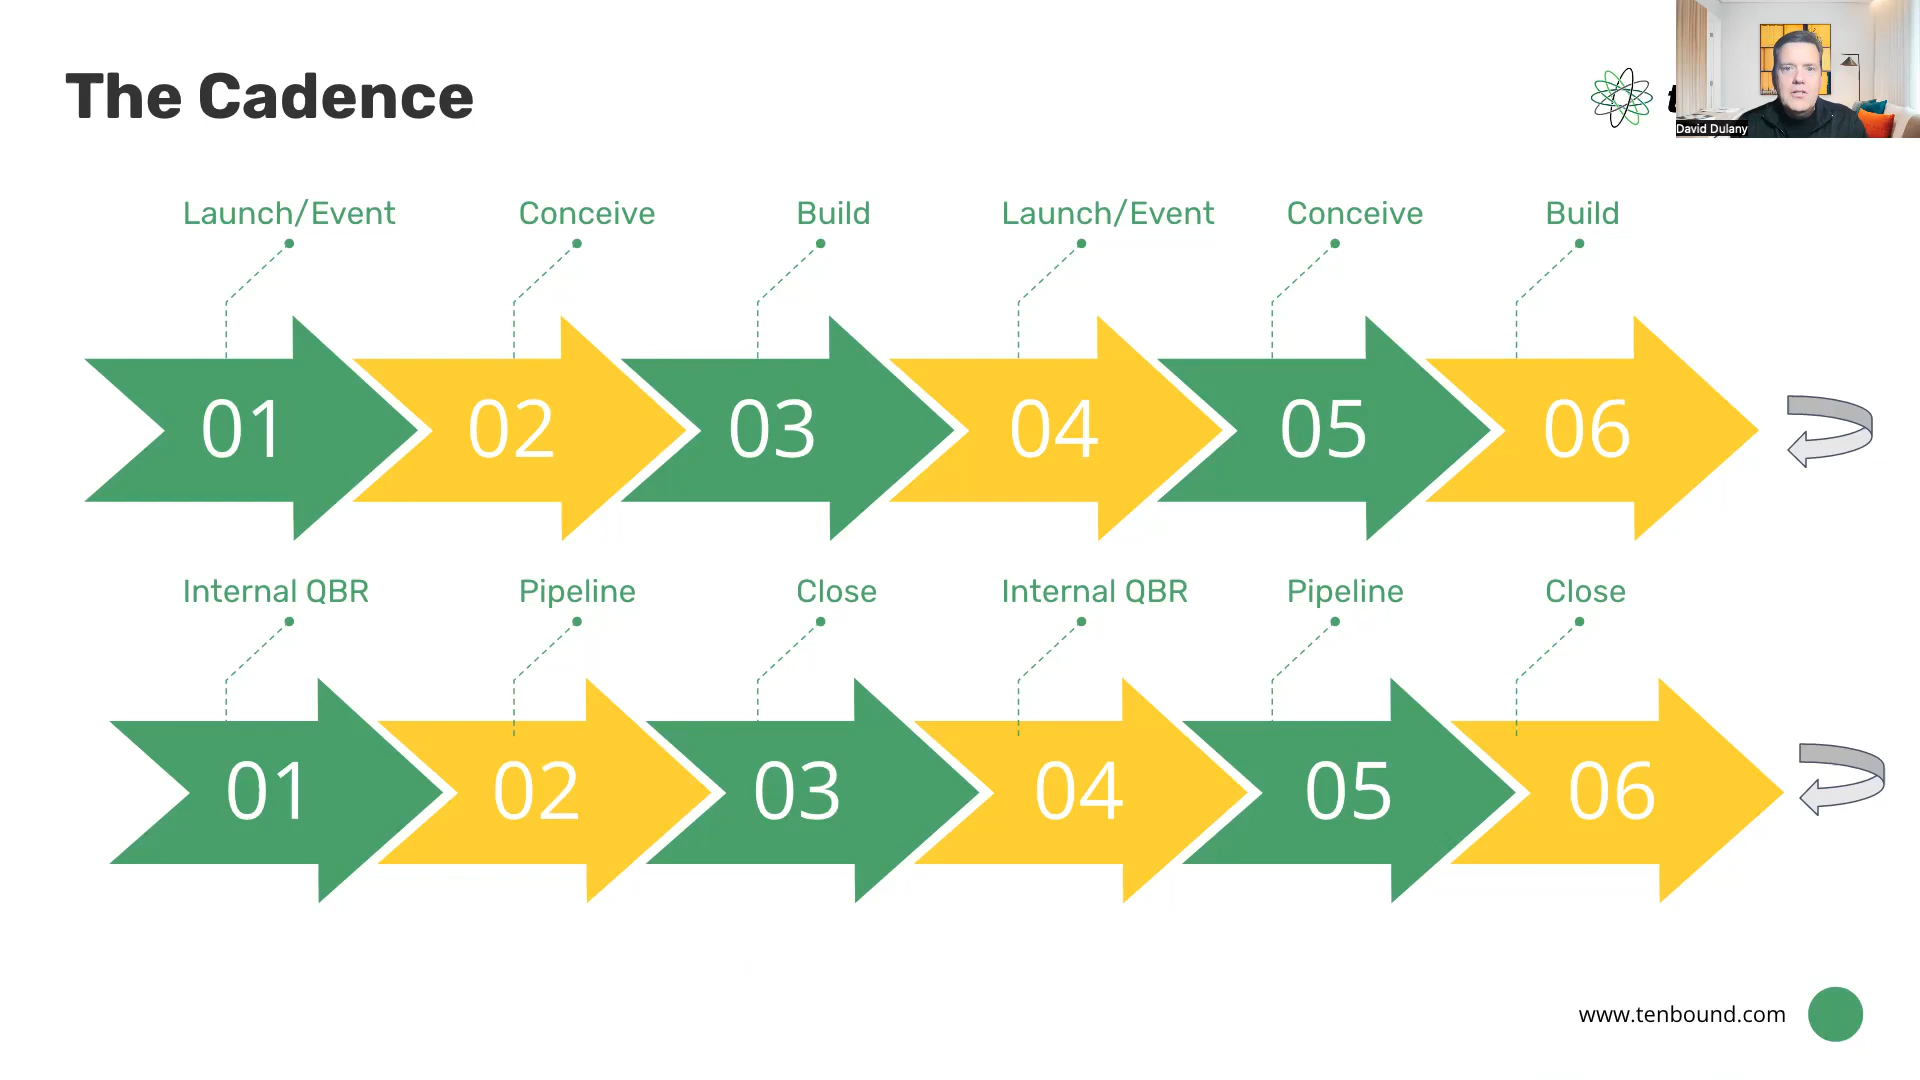 The Cadence
David Dulany
Launch/Event Conceive Build Launch/Event Conceive Build
01 02 03 04 05 06
Internal QBR Pipeline Close Internal QBR Pipeline Close
01 02 03 04 05 06
www.tenbound.com